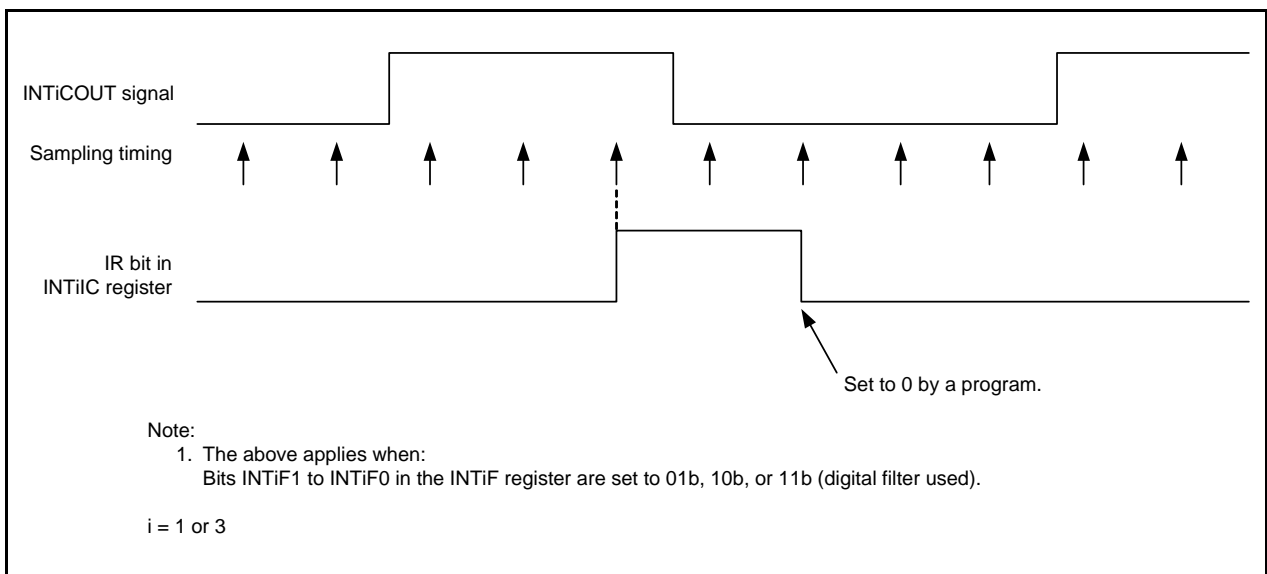 INTiCOUT signal
Sampling timing
IR bit in
INTiIC register
Set to 0 by a program.
Note:
1. The above applies when:
Bits INTiF1 to INTiF0 in the INTiF register are set to 01b, 10b, or 11b (digital filter used).
i = 1 or 3